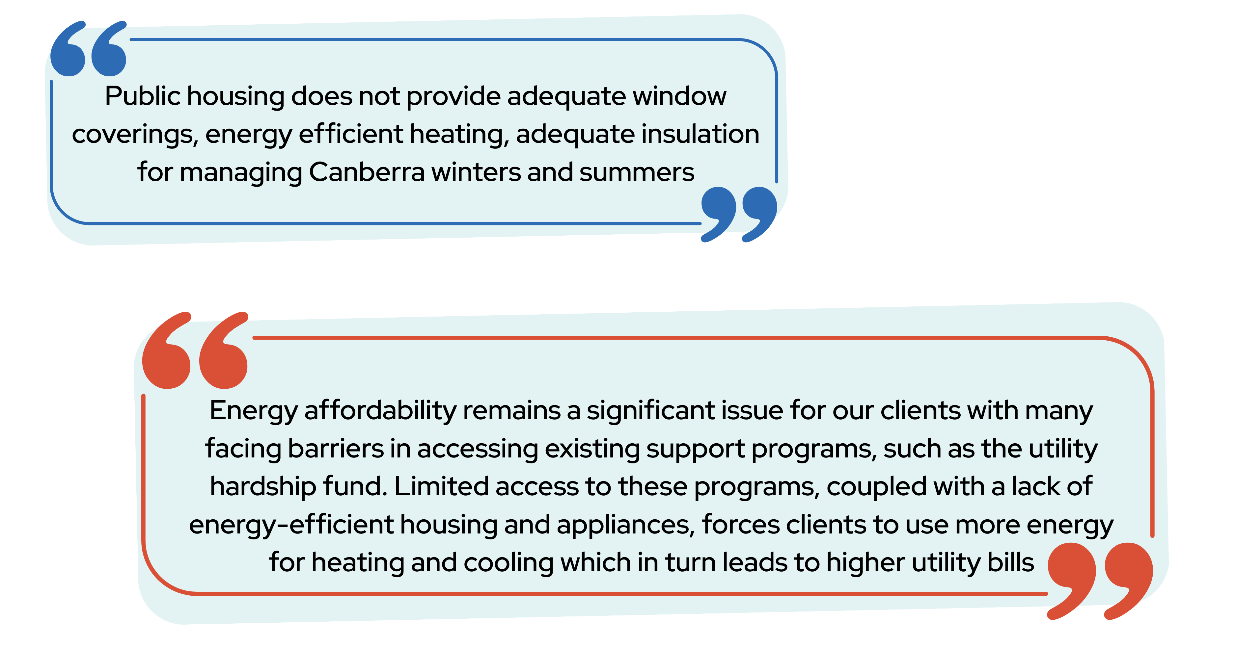 Public housing does not provide adequate window
coverings, energy efficient heating, adequate insulation
for managing Canberra winters and summers
Energy affordability remains a significant issue for our clients with many
facing barriers in accessing existing support programs, such as the utility
hardship fund. Limited access to these programs, coupled with a lack of
energy-efficient housing and appliances, forces clients to use more energy
for heating and cooling which in turn leads to higher utility bills